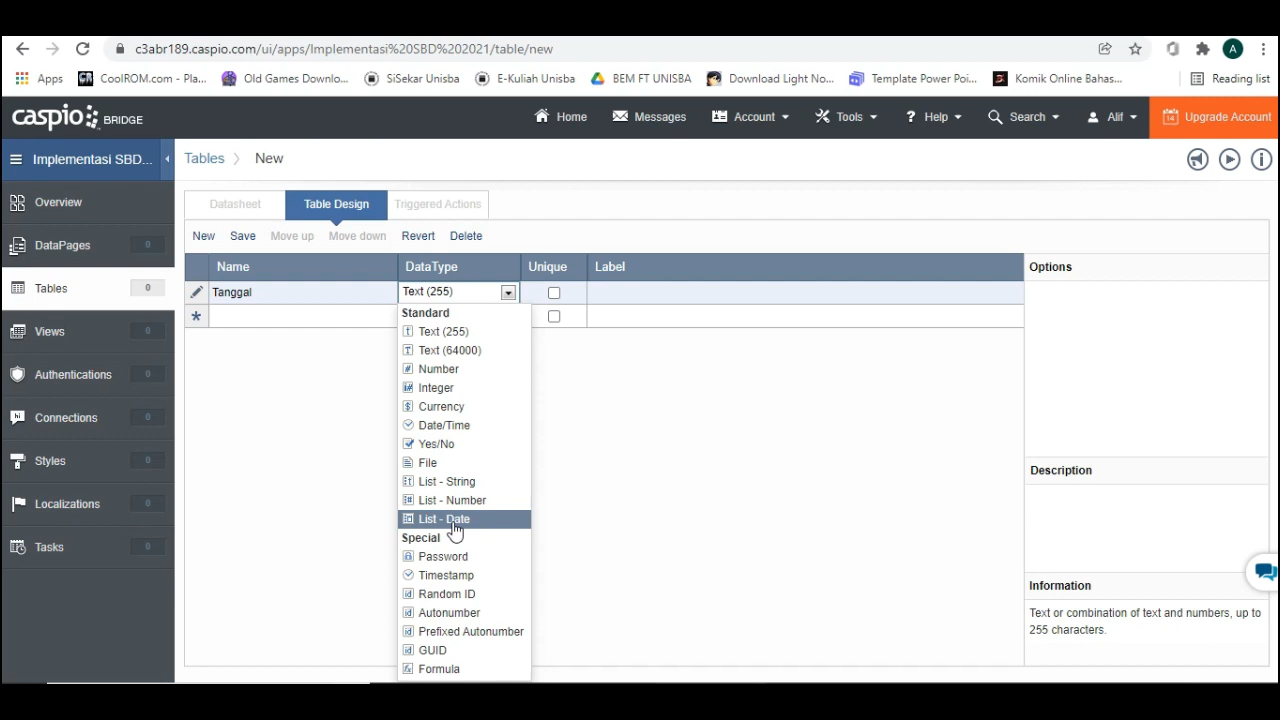 c3abr189.caspio.com/ui/apps/Implementasi%20SBD%202021/table/new
A
Apps
CoolROM.com - Pla...
Old Games Downlo...
SiSekar Unisba
E-Kuliah Unisba
BEM FT UNISBA
Download Light No...
Template Power Poi...
Komik Online Bahas...
Reading list
caspio BRIDGE
Home
Messages
Account
Tools
? Help
Search
Alif
14 Upgrade Account
Implementasi SBD...
Tables
New
Overview
DataPages 0
Tables 0
Views 0
Authentications 0
Connections 0
Styles 0
Localizations 0
Tasks 0
Datasheet
Table Design
Triggered Actions
New
Save
Move up
Move down
Revert
Delete
Name
DataType
Unique
Label
Options
Tanggal
Text (255)
Standard
Text (255)
Text (64000)
Number
Integer
Currency
Date/Time
Yes/No
File
List - String
List - Number
List - Date
Special
Password
Timestamp
Random ID
Autonumber
Prefixed Autonumber
GUID
Formula
Description
Information
Text or combination of text and numbers, up to
255 characters.